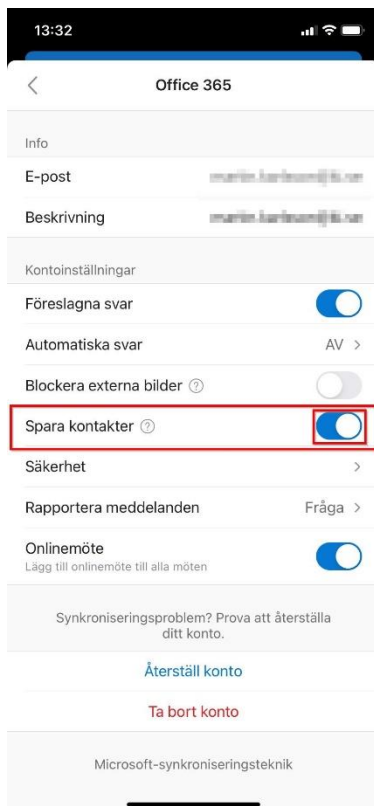 13:32
Office 365
Info
E-post
Beskrivning
Kontoinställningar
Föreslagna svar
Automatiska svar AV
Blockera externa bilder
Spara kontakter
Säkerhet
Rapportera meddelanden Fråga
Onlinemöte
Lägg till onlinemöte till alla möten
Synkroniseringsproblem? Prova att återställa
ditt konto.
Återställ konto
Ta bort konto
Microsoft-synkroniseringsteknik